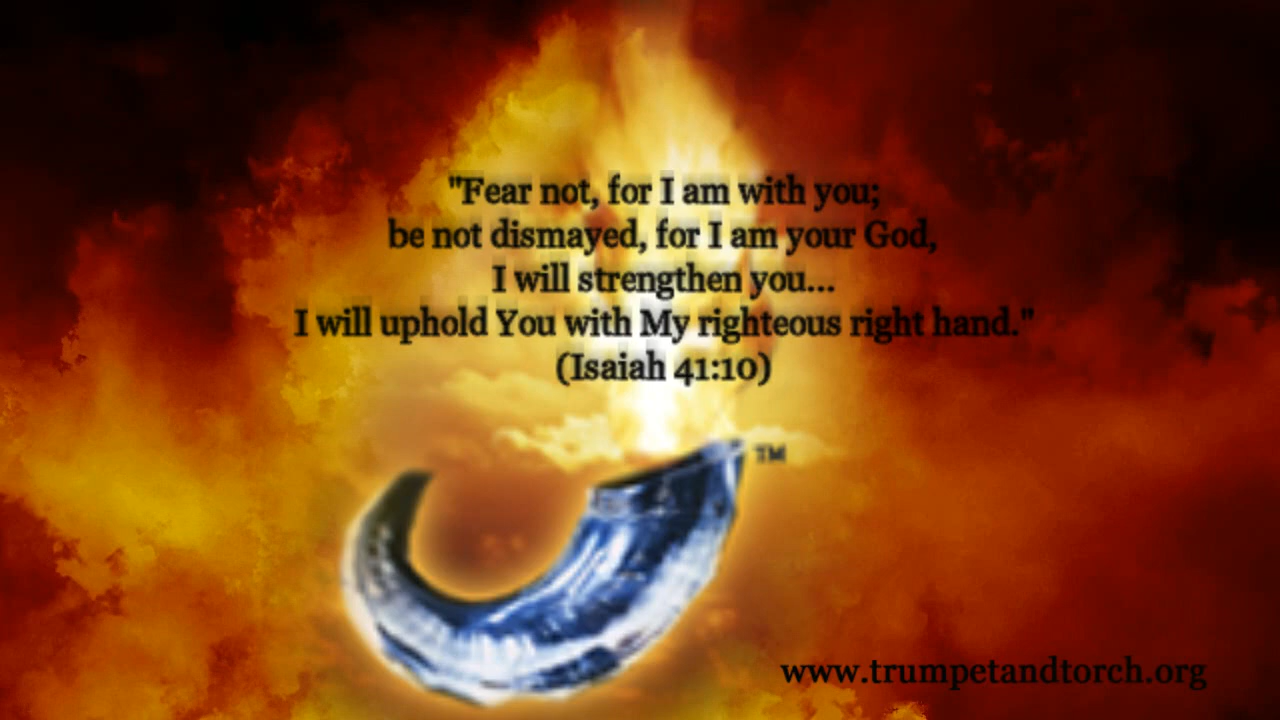 "Fear not, for I am with you;
be not dismayed, for I am your God,
I will strengthen you...
I will uphold You with My righteous right hand."
(Isaiah 41:10)
™
www.trumpetandtorch.org